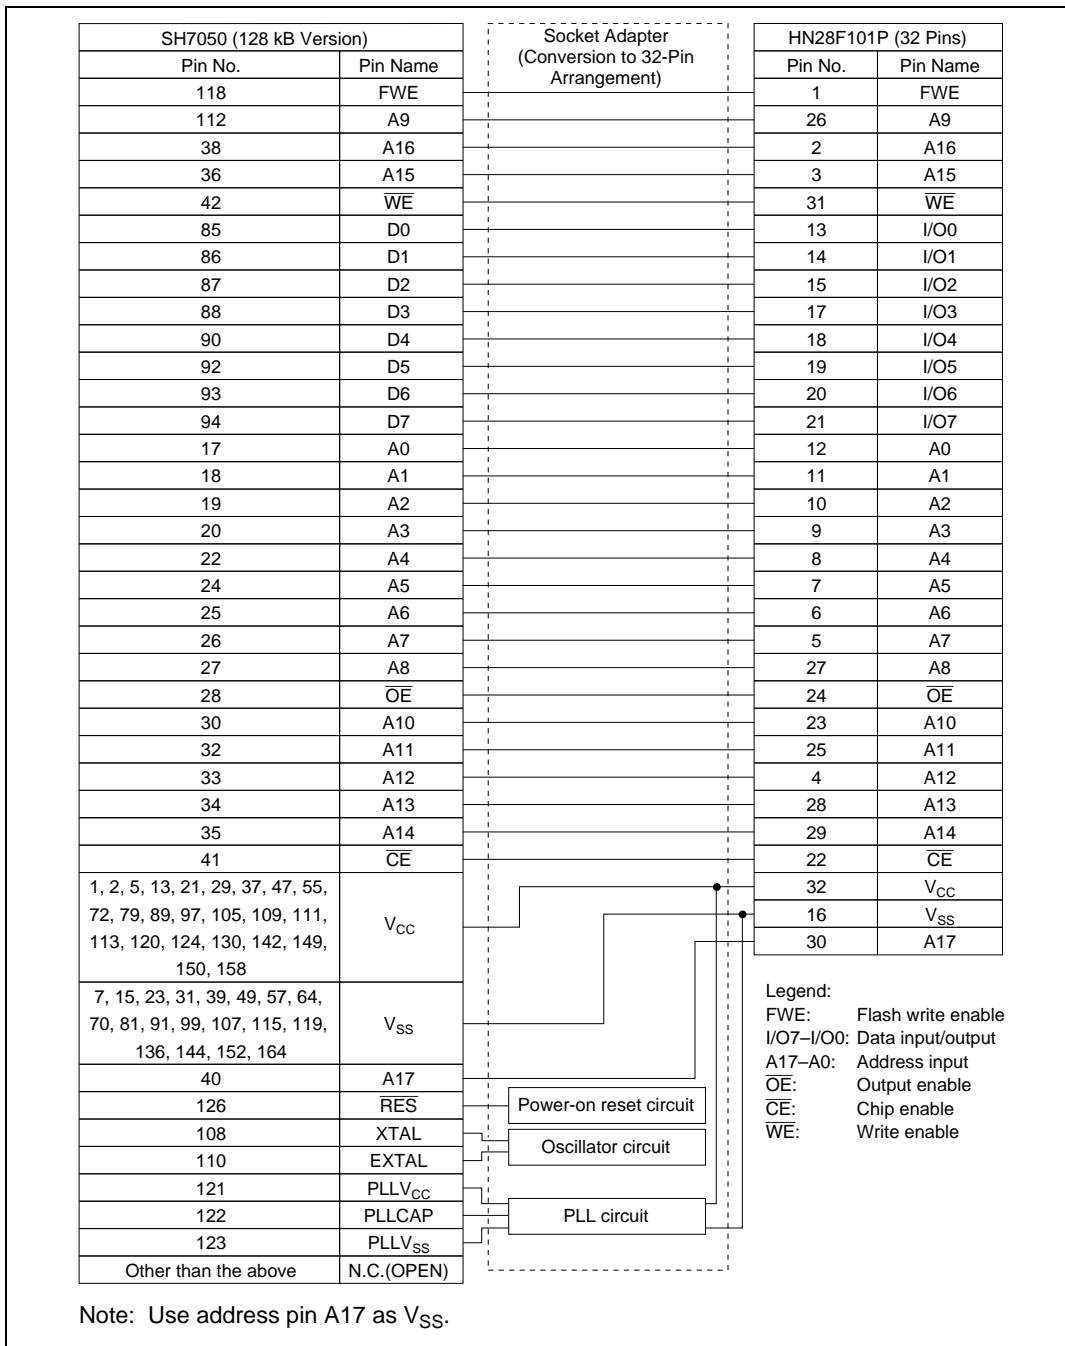 SH7050 (128 kB Version)
Socket Adapter
(Conversion to 32-Pin
Arrangement)
HN28F101P (32 Pins)
Pin No. Pin Name Pin No. Pin Name
118 FWE 1 FWE
112 A9 26 A9
38 A16 2 A16
36 A15 3 A15
42 W̅E̅ 31 W̅E̅
85 D0 13 I/O0
86 D1 14 I/O1
87 D2 15 I/O2
88 D3 17 I/O3
90 D4 18 I/O4
92 D5 19 I/O5
93 D6 20 I/O6
94 D7 21 I/O7
17 A0 12 A0
18 A1 11 A1
19 A2 10 A2
20 A3 9 A3
22 A4 8 A4
24 A5 7 A5
25 A6 6 A6
26 A7 5 A7
27 A8 27 A8
28 O̅E̅ 24 O̅E̅
30 A10 23 A10
32 A11 25 A11
33 A12 4 A12
34 A13 28 A13
35 A14 29 A14
41 C̅E̅ 22 C̅E̅
1, 2, 5, 13, 21, 29, 37, 47, 55,
72, 79, 89, 97, 105, 109, 111,
113, 120, 124, 130, 142, 149,
150, 158
VCC
32 VCC
16 VSS
30 A17
7, 15, 23, 31, 39, 49, 57, 64,
70, 81, 91, 99, 107, 115, 119,
136, 144, 152, 164
VSS
40 A17
126 R̅E̅S̅ Power-on reset circuit
108 XTAL
110 EXTAL
Oscillator circuit
121 PLLVCC
122 PLLCAP PLL circuit
123 PLLVSS
Other than the above N.C.(OPEN)
Legend:
FWE: Flash write enable
I/O7–I/O0: Data input/output
A17–A0: Address input
O̅E̅: Output enable
C̅E̅: Chip enable
W̅E̅: Write enable
Note: Use address pin A17 as VSS.